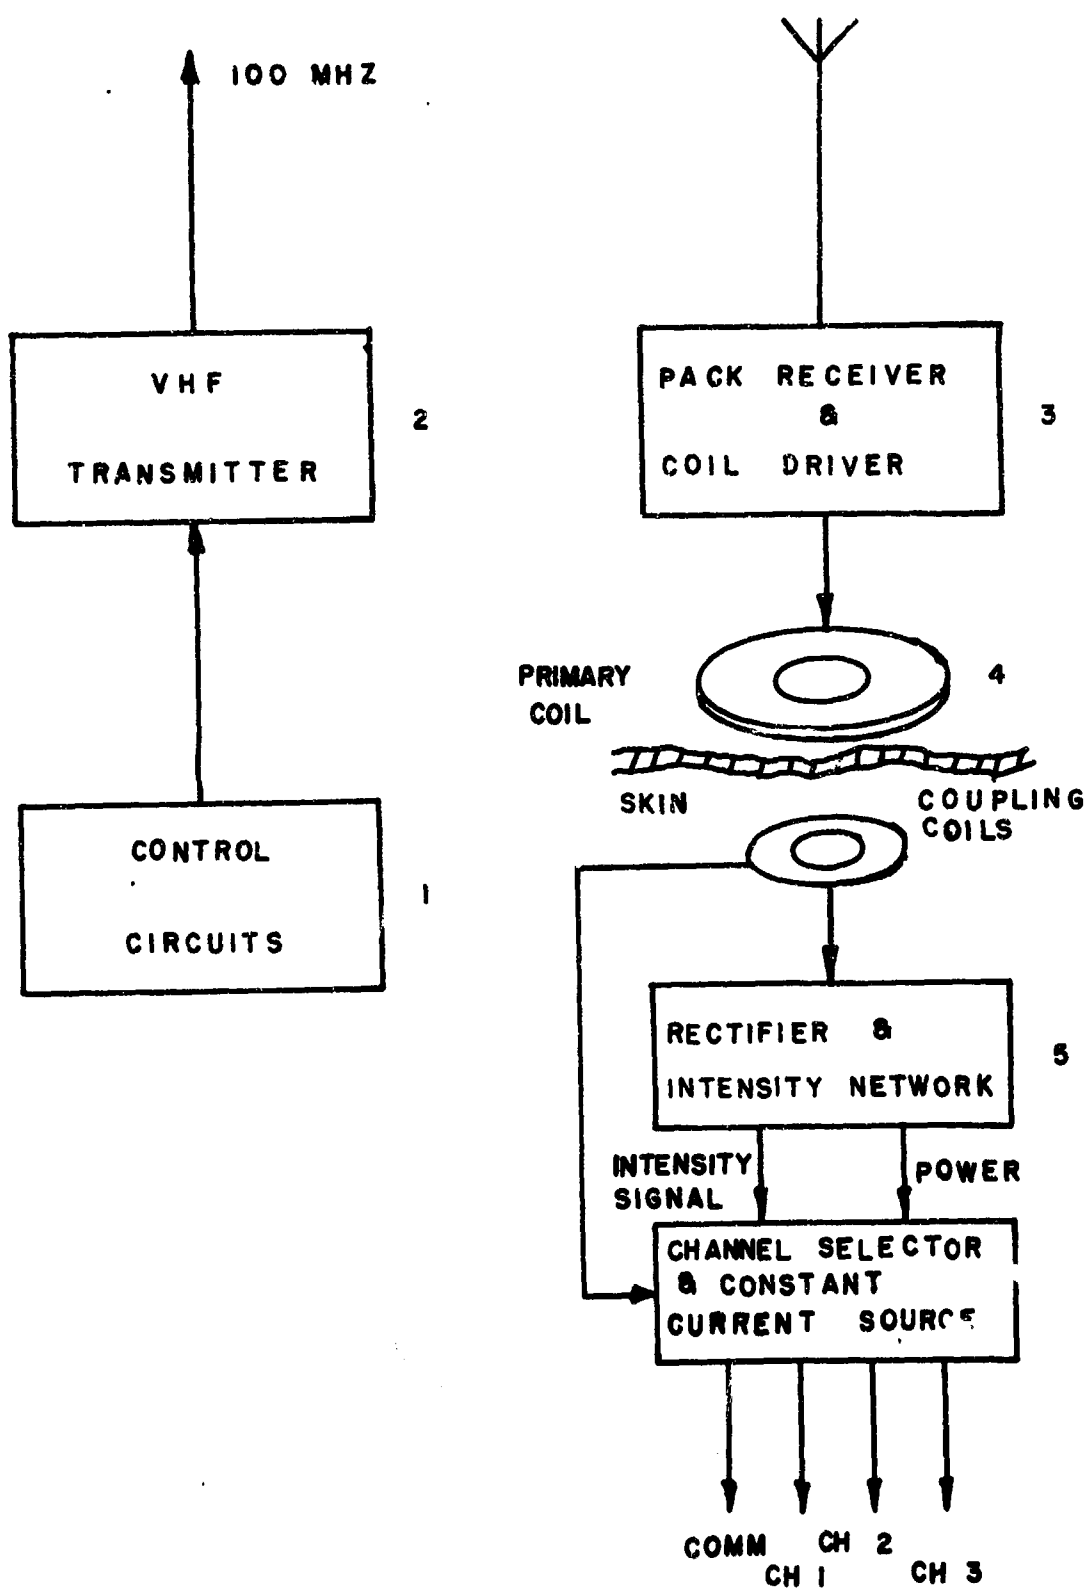 100 MHZ
VHF
TRANSMITTER
2
CONTROL
CIRCUITS
1
PACK RECEIVER
&
COIL DRIVER
3
PRIMARY
COIL
4
SKIN
COUPLING
COILS
RECTIFIER &
INTENSITY NETWORK
5
INTENSITY
SIGNAL
POWER
CHANNEL SELECTOR
& CONSTANT
CURRENT SOURCE
COMM
CH 1
CH 2
CH 3